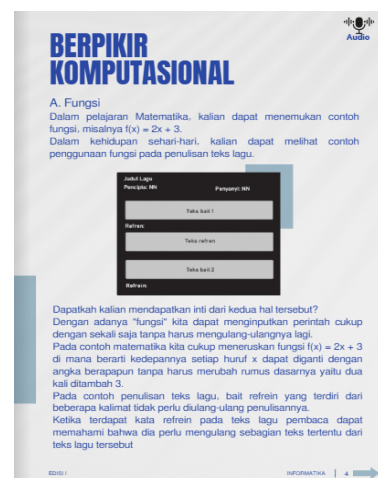 Audio
BERPIKIR
KOMPUTASIONAL
A. Fungsi
Dalam pelajaran Matematika, kalian dapat menemukan contoh
fungsi, misalnya f(x) = 2x + 3.
Dalam kehidupan sehari-hari, kalian dapat melihat contoh
penggunaan fungsi pada penulisan teks lagu.
Judul Lagu
Pencipta: NN
Penyanyi: NN
Teks bait 1
Refren:
Teks refren
Teks bait 2
Refrein
Dapatkah kalian mendapatkan inti dari kedua hal tersebut?
Dengan adanya "fungsi" kita dapat menginputkan perintah cukup
dengan sekali saja tanpa harus mengulang-ulangnya lagi.
Pada contoh matematika kita cukup meneruskan fungsi f(x) = 2x + 3
di mana berarti kedepannya setiap huruf x dapat diganti dengan
angka berapapun tanpa harus merubah rumus dasarnya yaitu dua
kali ditambah 3.
Pada contoh penulisan teks lagu, bait refrein yang terdiri dari
beberapa kalimat tidak perlu diulang-ulang penulisannya.
Ketika terdapat kata refrein pada teks lagu pembaca dapat
memahami bahwa dia perlu mengulang sebagian teks tertentu dari
teks lagu tersebut
EDISI I
INFORMATIKA | 4